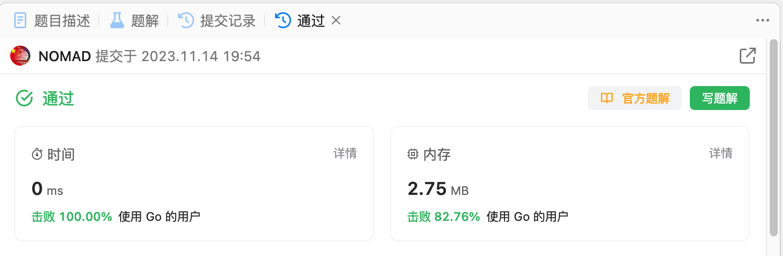 题目描述 题解 提交记录 通过
NOMAD 提交于 2023.11.14 19:54
通过 官方题解 写题解
时间 详情 内存 详情
0 ms 2.75 MB
击败 100.00% 使用 Go 的用户 击败 82.76% 使用 Go 的用户